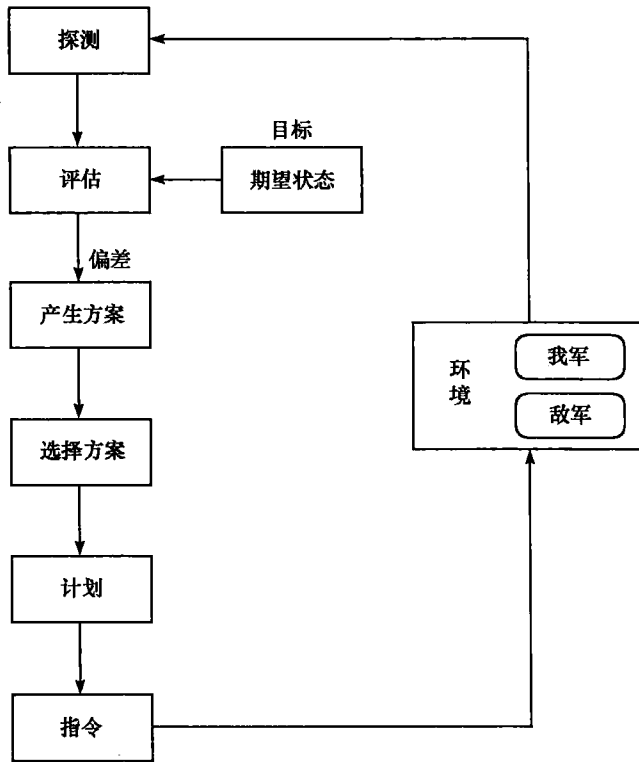 探测
目标
评估
期望状态
偏差
产生方案
环境
我军
敌军
选择方案
计划
指令